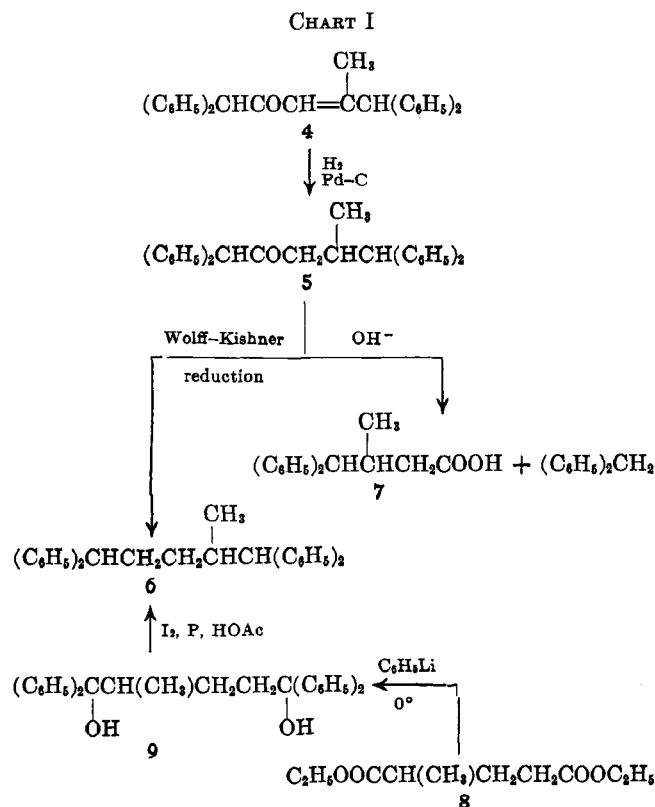 CHART I
CH₃
(C₆H₅)₂CHCOCH=CCH(C₆H₅)₂
4
H₂
Pd-C
CH₃
(C₆H₅)₂CHCOCH₂CHCH(C₆H₅)₂
5
Wolff-Kishner OH⁻
reduction
CH₃
(C₆H₅)₂CHCHCH₂COOH + (C₆H₅)₂CH₂
7
CH₃
(C₆H₅)₂CHCH₂CH₂CHCH(C₆H₅)₂
6
I₂, P, HOAc
C₆H₅Li
(C₆H₅)₂CCH(CH₃)CH₂CH₂C(C₆H₅)₂
0°
OH OH
9
C₂H₅OOCCH(CH₃)CH₂CH₂COOC₂H₅
8